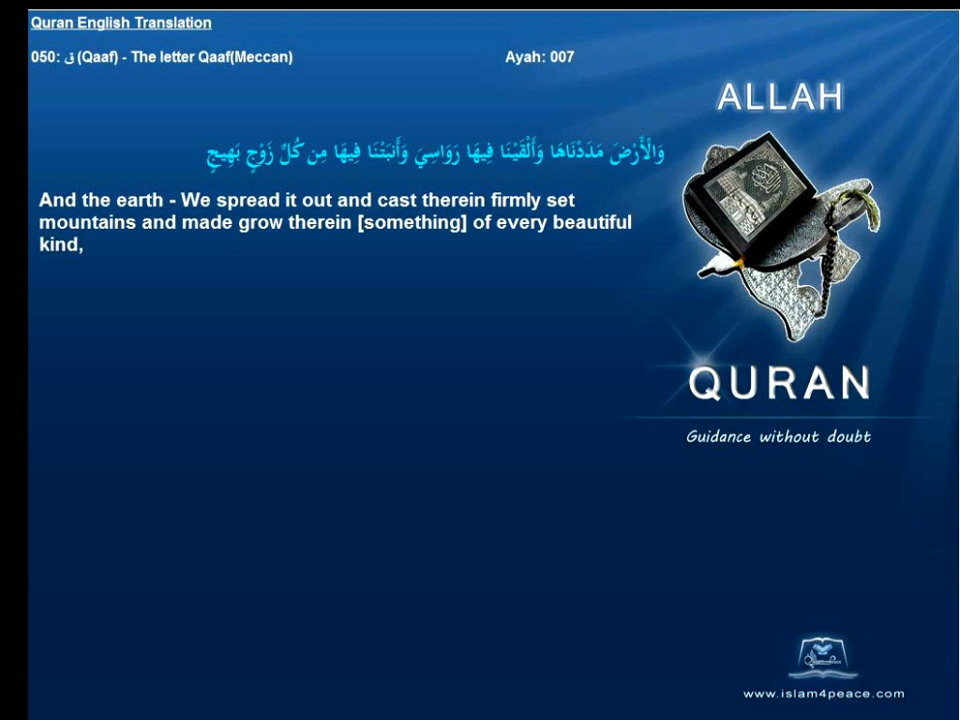 Quran English Translation
050: ق (Qaaf) - The letter Qaaf(Meccan) Ayah: 007
ALLAH
وَالْأَرْضَ مَدَدْنَاهَا وَأَلْقَيْنَا فِيهَا رَوَاسِيَ وَأَنبَتْنَا فِيهَا مِن كُلِّ زَوْجٍ بَهِيجٍ
And the earth - We spread it out and cast therein firmly set
mountains and made grow therein [something] of every beautiful
kind,
QURAN
Guidance without doubt
www.islam4peace.com